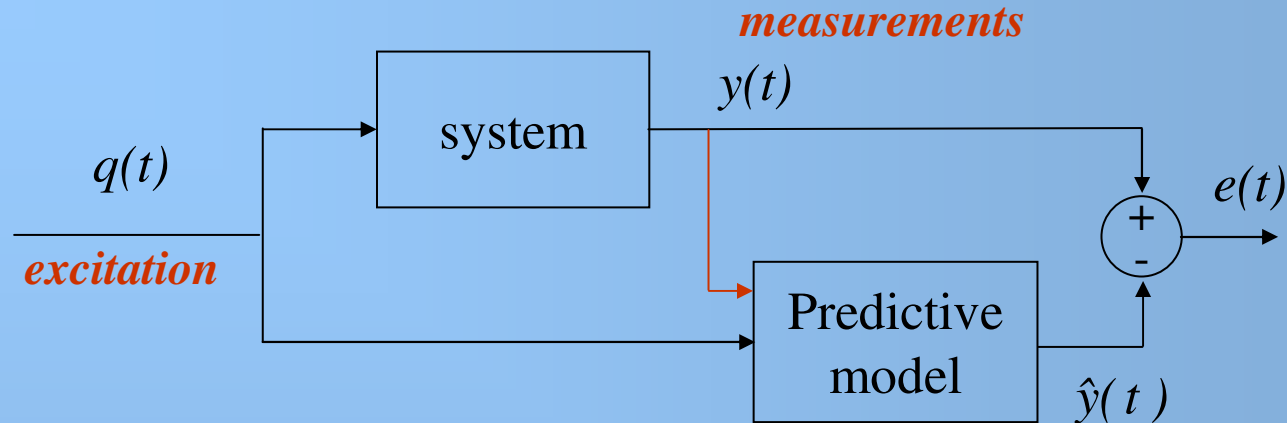 measurements
y(t)
system
q(t)
e(t)
+
excitation
-
Predictive
model
ŷ( t )